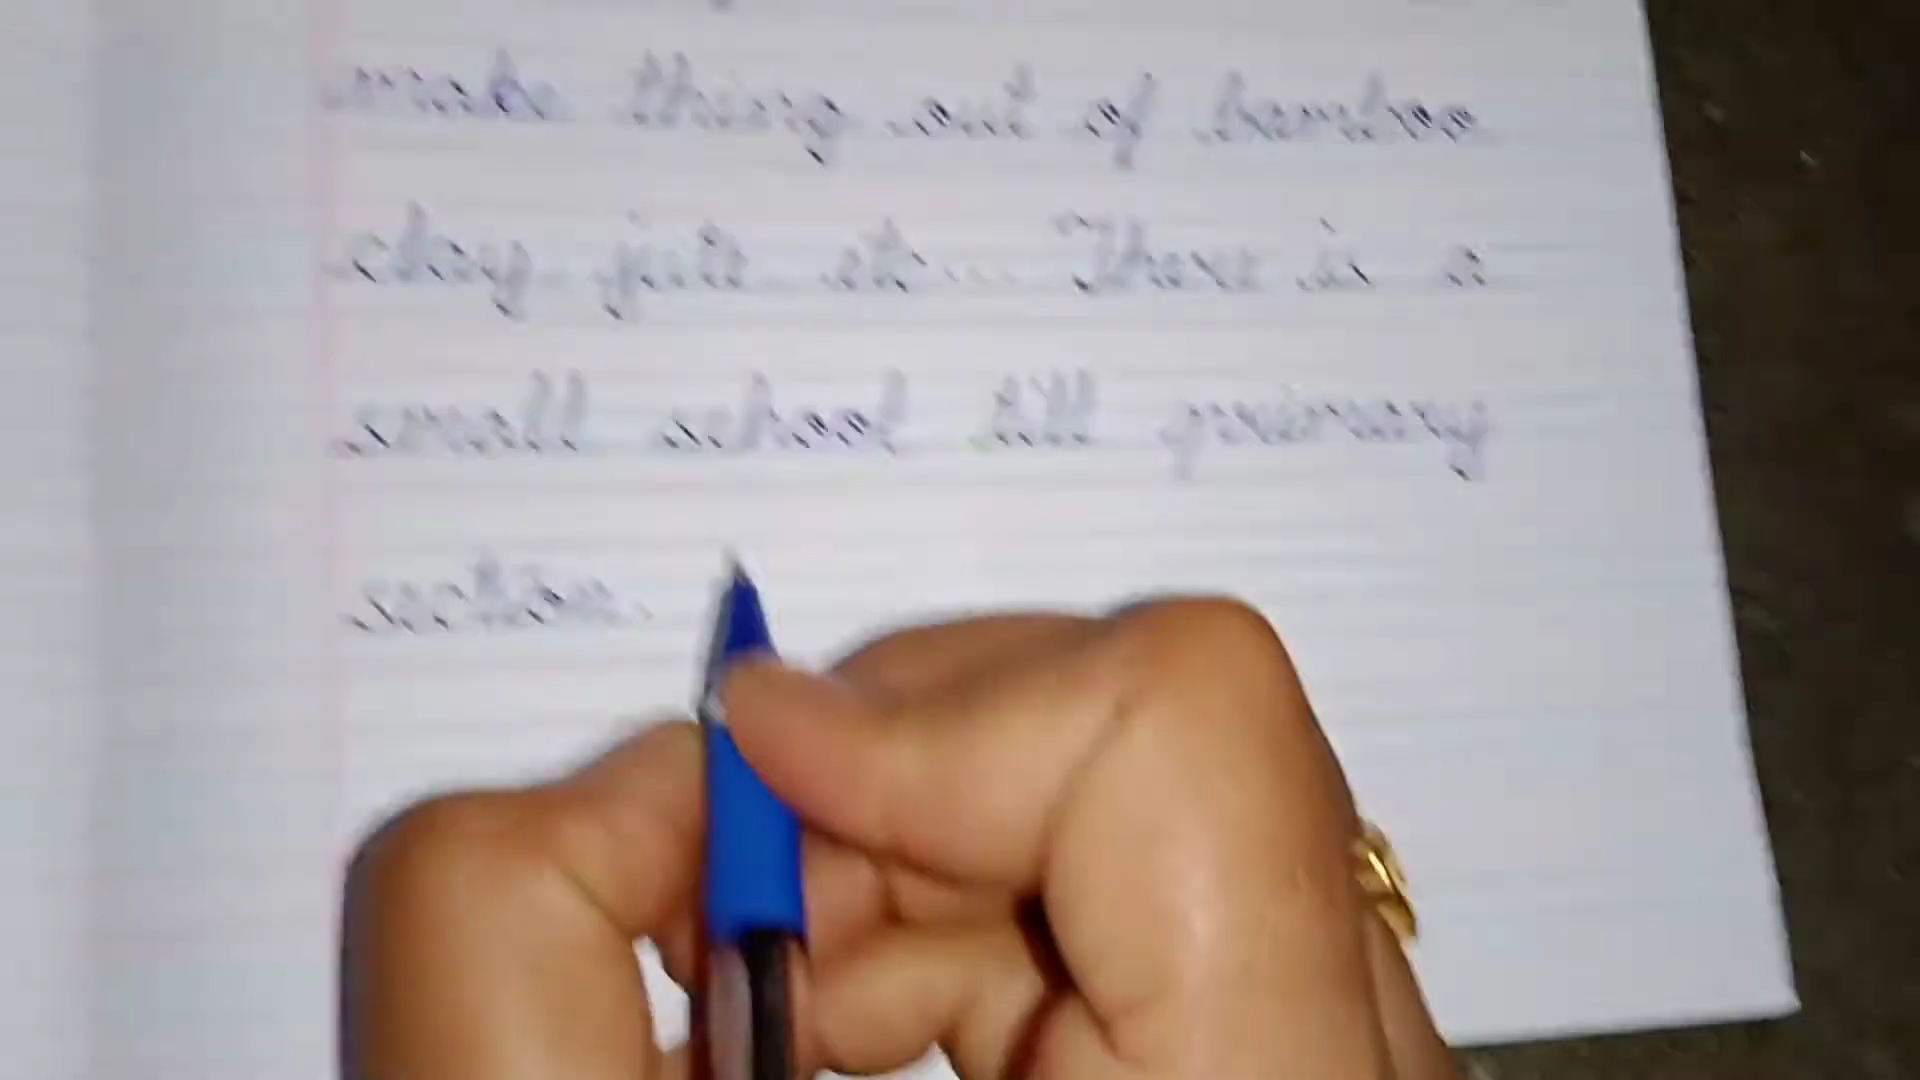 make thing out of bamboo
clay jute etc... There is a
small school till primary
section.